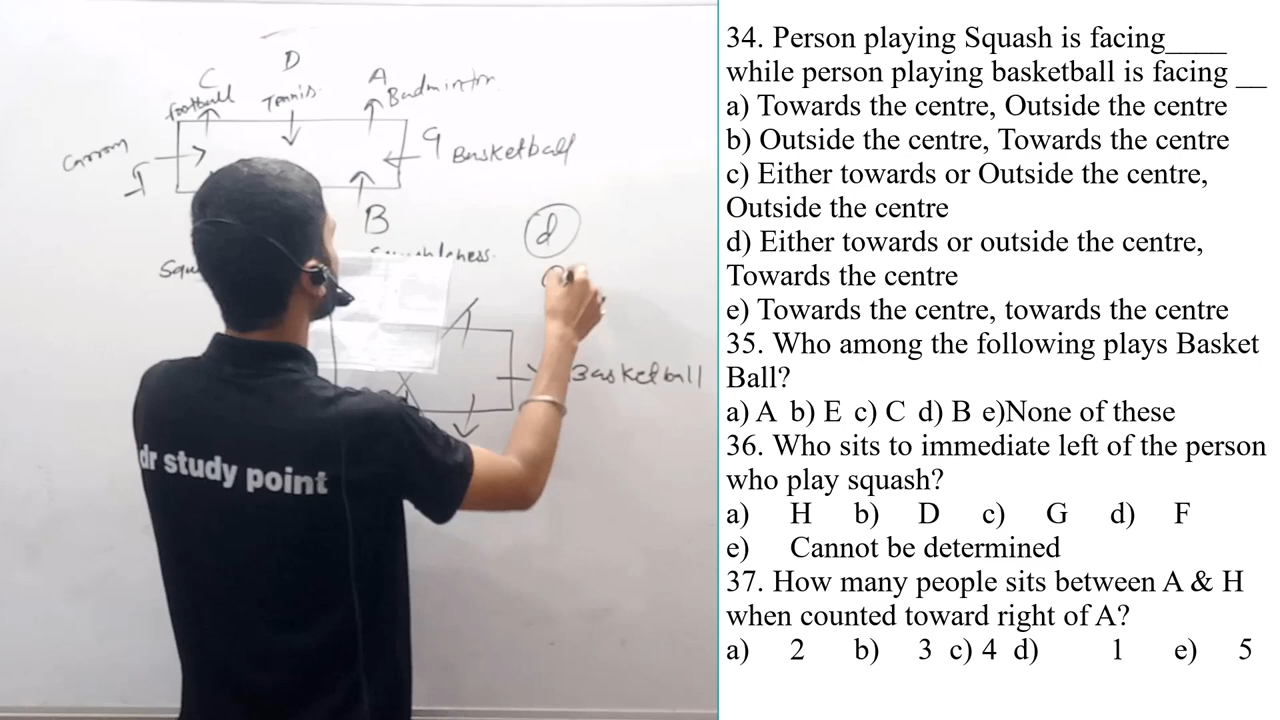 D
C
A
football
Tennis.
Badminton
Carrom
G
Basketball
B
d
Basketball
dr study point
34. Person playing Squash is facing____
while person playing basketball is facing __
a) Towards the centre, Outside the centre
b) Outside the centre, Towards the centre
c) Either towards or Outside the centre,
Outside the centre
d) Either towards or outside the centre,
Towards the centre
e) Towards the centre, towards the centre
35. Who among the following plays Basket
Ball?
a) A b) E c) C d) B e)None of these
36. Who sits to immediate left of the person
who play squash?
a) H b) D c) G d) F
e) Cannot be determined
37. How many people sits between A & H
when counted toward right of A?
a) 2 b) 3 c) 4 d) 1 e) 5